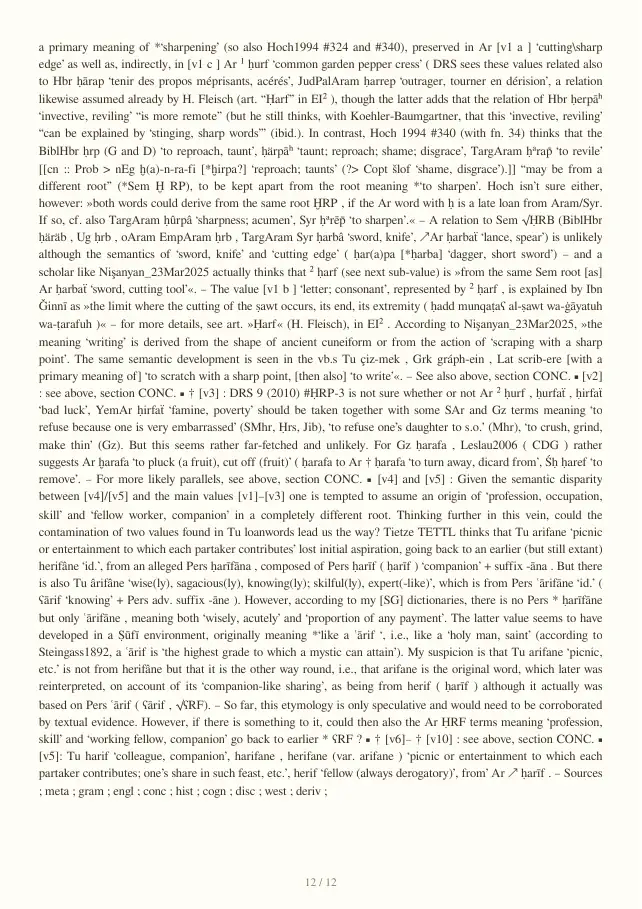 a primary meaning of *‘sharpening’ (so also Hoch1994 #324 and #340), preserved in Ar [v1 a ] ‘cutting\sharp
edge’ as well as, indirectly, in [v1 c ] Ar ¹ ḥurf ‘common garden pepper cress’ ( DRS sees these values related also
to Hbr ḥārap ‘tenir des propos méprisants, acérés’, JudPalAram ḥarrep ‘outrager, tourner en dérision’, a relation
likewise assumed already by H. Fleisch (art. “Ḥarf” in EI² ), though the latter adds that the relation of Hbr ḥerpāʰ
‘invective, reviling’ “is more remote” (but he still thinks, with Koehler-Baumgartner, that this ‘invective, reviling’
“can be explained by ‘stinging, sharp words’” (ibid.). In contrast, Hoch 1994 #340 (with fn. 34) thinks that the
BiblHbr ḥrp (G and D) ‘to reproach, taunt’, ḥärpāʰ ‘taunt; reproach; shame; disgrace’, TargAram ḥᵃrap̄ ‘to revile’
[[cn :: Prob > nEg ḫ(a)-n-ra-fi [*ḫirpa?] ‘reproach; taunts’ (?> Copt šlof ‘shame, disgrace’).]] “may be from a
different root” (*Sem Ḫ RP), to be kept apart from the root meaning *‘to sharpen’. Hoch isn’t sure either,
however: »both words could derive from the same root ḪRP , if the Ar word with ḥ is a late loan from Aram/Syr.
If so, cf. also TargAram ḥûrpâ ‘sharpness; acumen’, Syr ḥᵃrēp̄ ‘to sharpen’.« – A relation to Sem √ḤRB (BiblHbr
ḥäräb , Ug ḥrb , oAram EmpAram ḥrb , TargAram Syr ḥarbâ ‘sword, knife’, ↗Ar ḥarbaẗ ‘lance, spear’) is unlikely
although the semantics of ‘sword, knife’ and ‘cutting edge’ ( ḥar(a)pa [*ḥarba] ‘dagger, short sword’) – and a
scholar like Nişanyan_23Mar2025 actually thinks that ² ḥarf (see next sub-value) is »from the same Sem root [as]
Ar ḥarbaẗ ‘sword, cutting tool’«. – The value [v1 b ] ‘letter; consonant’, represented by ² ḥarf , is explained by Ibn
Ǧinnī as »the limit where the cutting of the ṣawt occurs, its end, its extremity ( ḥadd munqaṭaʕ al-ṣawt wa-ġāyatuh
wa-ṭarafuh )« – for more details, see art. »Ḥarf« (H. Fleisch), in EI² . According to Nişanyan_23Mar2025, »the
meaning ‘writing’ is derived from the shape of ancient cuneiform or from the action of ‘scraping with a sharp
point’. The same semantic development is seen in the vb.s Tu çiz-mek , Grk gráph-ein , Lat scrib-ere [with a
primary meaning of] ‘to scratch with a sharp point, [then also] ‘to write’«. – See also above, section CONC. ▪ [v2]
: see above, section CONC. ▪ † [v3] : DRS 9 (2010) #ḤRP-3 is not sure whether or not Ar ² ḥurf , ḥurfaẗ , ḥirfaẗ
‘bad luck’, YemAr ḥirfaẗ ‘famine, poverty’ should be taken together with some SAr and Gz terms meaning ‘to
refuse because one is very embarrassed’ (SMhr, Ḥrs, Jib), ‘to refuse one’s daughter to s.o.’ (Mhr), ‘to crush, grind,
make thin’ (Gz). But this seems rather far-fetched and unlikely. For Gz ḥarafa , Leslau2006 ( CDG ) rather
suggests Ar ḫarafa ‘to pluck (a fruit), cut off (fruit)’ ( ḥarafa to Ar † ḥarafa ‘to turn away, dicard from’, Śḥ ḥaref ‘to
remove’. – For more likely parallels, see above, section CONC. ▪ [v4] and [v5] : Given the semantic disparity
between [v4]/[v5] and the main values [v1]–[v3] one is tempted to assume an origin of ‘profession, occupation,
skill’ and ‘fellow worker, companion’ in a completely different root. Thinking further in this vein, could the
contamination of two values found in Tu loanwords lead us the way? Tietze TETTL thinks that Tu arifane ‘picnic
or entertainment to which each partaker contributes’ lost initial aspiration, going back to an earlier (but still extant)
herifâne ‘id.’, from an alleged Pers ḥarīfāna , composed of Pers ḥarīf ( ḥarīf ) ‘companion’ + suffix -āna . But there
is also Tu ârifâne ‘wise(ly), sagacious(ly), knowing(ly); skilful(ly), expert(-like)’, which is from Pers ʿārifāne ‘id.’ (
ʕārif ‘knowing’ + Pers adv. suffix -āne ). However, according to my [SG] dictionaries, there is no Pers * ḥarīfāne
but only ʿārifāne , meaning both ‘wisely, acutely’ and ‘proportion of any payment’. The latter value seems to have
developed in a Ṣūfī environment, originally meaning *‘like a ʿārif ‘, i.e., like a ‘holy man, saint’ (according to
Steingass1892, a ʿārif is ‘the highest grade to which a mystic can attain’). My suspicion is that Tu arifane ‘picnic,
etc.’ is not from herifâne but that it is the other way round, i.e., that arifane is the original word, which later was
reinterpreted, on account of its ‘companion-like sharing’, as being from herif ( ḥarīf ) although it actually was
based on Pers ʿārif ( ʕārif , √ʕRF). – So far, this etymology is only speculative and would need to be corroborated
by textual evidence. However, if there is something to it, could then also the Ar ḤRF terms meaning ‘profession,
skill’ and ‘working fellow, companion’ go back to earlier * ʕRF ? ▪ † [v6]– † [v10] : see above, section CONC. ▪
[v5]: Tu harif ‘colleague, companion’, harifane , herifane (var. arifane ) ‘picnic or entertainment to which each
partaker contributes; one’s share in such feast, etc.’, herif ‘fellow (always derogatory)’, from’ Ar ↗ ḥarīf . – Sources
; meta ; gram ; engl ; conc ; hist ; cogn ; disc ; west ; deriv ;
12 / 12